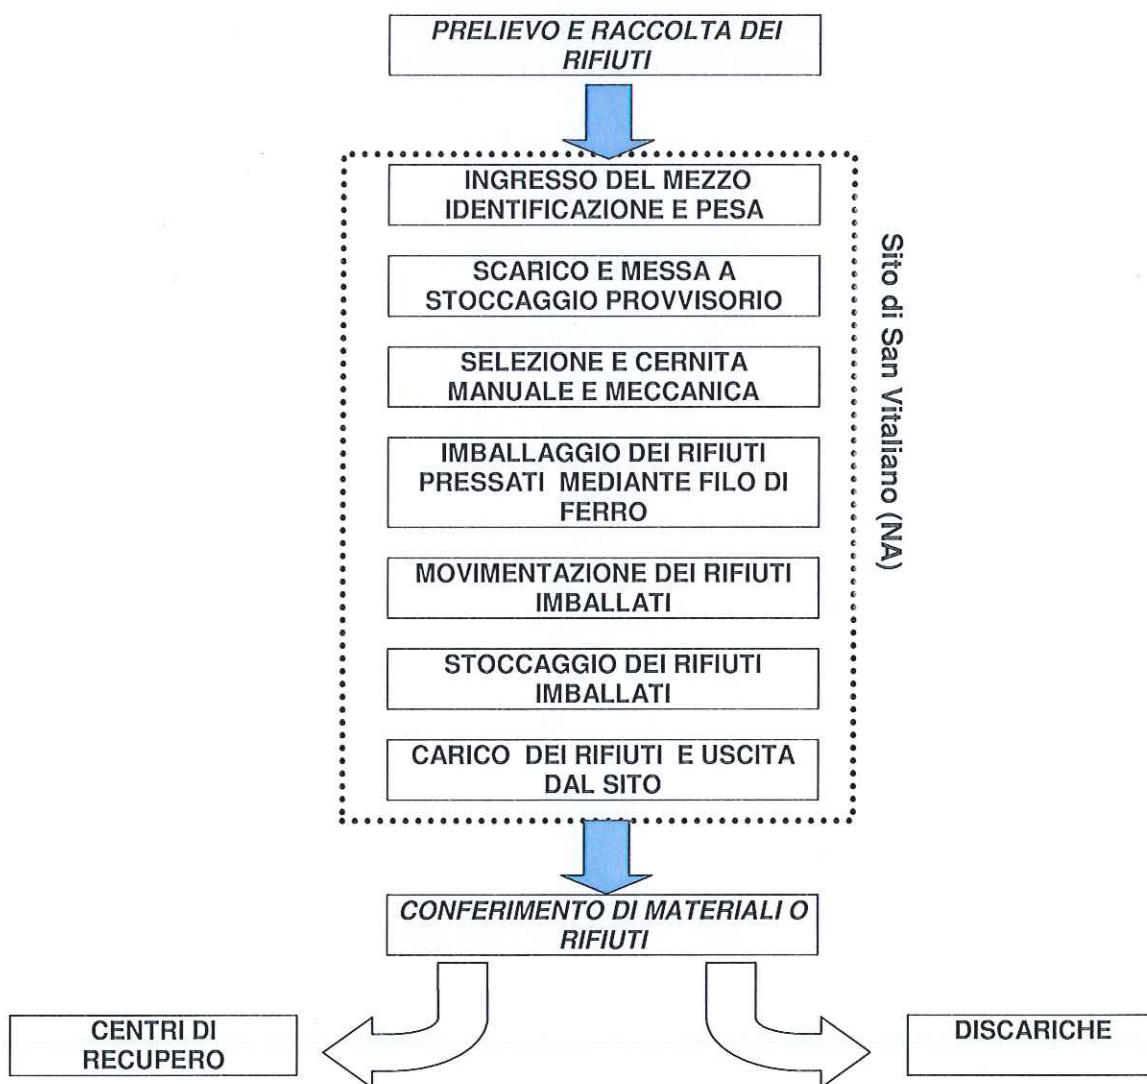 PRELIEVO E RACCOLTA DEI
RIFIUTI
INGRESSO DEL MEZZO
IDENTIFICAZIONE E PESA
SCARICO E MESSA A
STOCCAGGIO PROVVISORIO
SELEZIONE E CERNITA
MANUALE E MECCANICA
IMBALLAGGIO DEI RIFIUTI
PRESSATI MEDIANTE FILO DI
FERRO
MOVIMENTAZIONE DEI RIFIUTI
IMBALLATI
STOCCAGGIO DEI RIFIUTI
IMBALLATI
CARICO DEI RIFIUTI E USCITA
DAL SITO
Sito di San Vitaliano (NA)
CONFERIMENTO DI MATERIALI O
RIFIUTI
CENTRI DI
RECUPERO
DISCARICHE